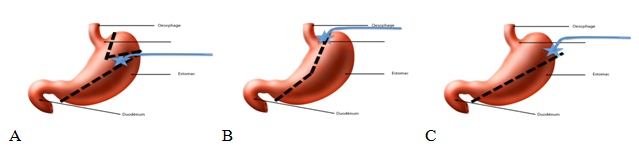 Oesophage
Estomac
Duodénum
A
Oesophage
Estomac
Duodénum
B
Oesophage
Estomac
Duodénum
C